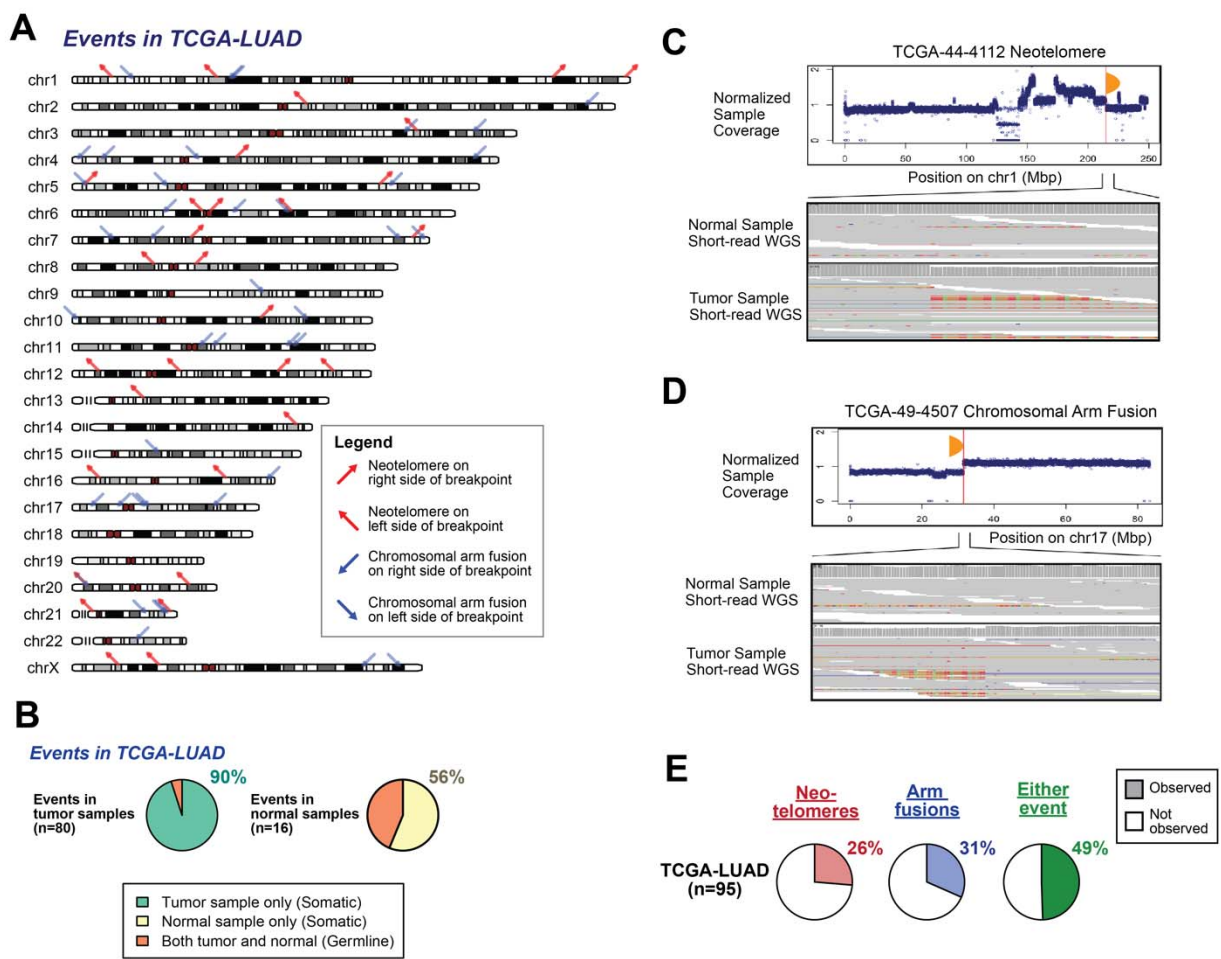 A
Events in TCGA-LUAD
chr1
chr2
chr3
chr4
chr5
chr6
chr7
chr8
chr9
chr10
chr11
chr12
chr13
chr14
chr15
chr16
chr17
chr18
chr19
chr20
chr21
chr22
chrX
Legend
Neotelomere on
right side of breakpoint
Neotelomere on
left side of breakpoint
Chromosomal arm fusion
on right side of breakpoint
Chromosomal arm fusion
on left side of breakpoint
B
Events in TCGA-LUAD
Events in
tumor samples
(n=80)
90%
Events in
normal samples
(n=16)
56%
Tumor sample only (Somatic)
Normal sample only (Somatic)
Both tumor and normal (Germline)
C
TCGA-44-4112 Neotelomere
Normalized
Sample
Coverage
2
1
0
0 50 100 150 200 250
Position on chr1 (Mbp)
Normal Sample
Short-read WGS
Tumor Sample
Short-read WGS
D
TCGA-49-4507 Chromosomal Arm Fusion
Normalized
Sample
Coverage
2
1
0
0 20 40 60 80
Position on chr17 (Mbp)
Normal Sample
Short-read WGS
Tumor Sample
Short-read WGS
E
Neo-
telomeres
Arm
fusions
Either
event
Observed
Not
observed
TCGA-LUAD
(n=95)
26%
31%
49%